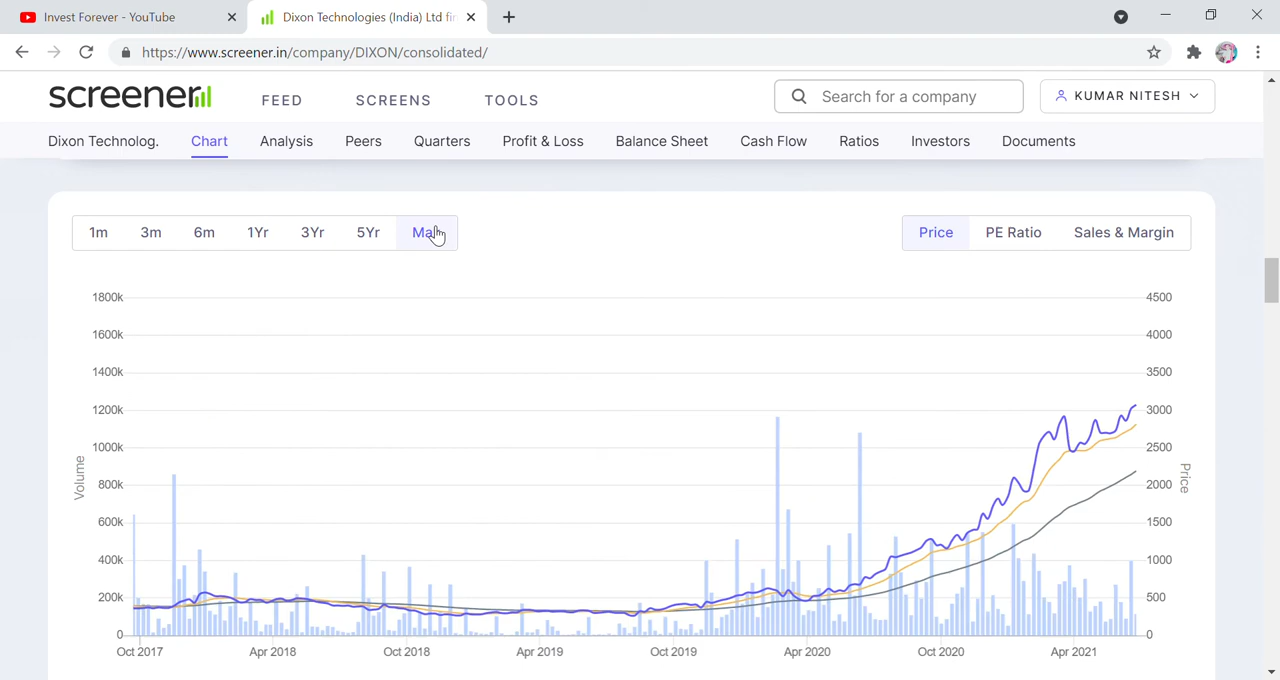 Invest Forever - YouTube
Dixon Technologies (India) Ltd fin
https://www.screener.in/company/DIXON/consolidated/
screener
FEED
SCREENS
TOOLS
Search for a company
KUMAR NITESH
Dixon Technolog.
Chart
Analysis
Peers
Quarters
Profit & Loss
Balance Sheet
Cash Flow
Ratios
Investors
Documents
1m
3m
6m
1Yr
3Yr
5Yr
Price
PE Ratio
Sales & Margin
1800k
1600k
1400k
1200k
1000k
800k
600k
400k
200k
0
Volume
4500
4000
3500
3000
2500
2000
1500
1000
500
0
Price
Oct 2017
Apr 2018
Oct 2018
Apr 2019
Oct 2019
Apr 2020
Oct 2020
Apr 2021